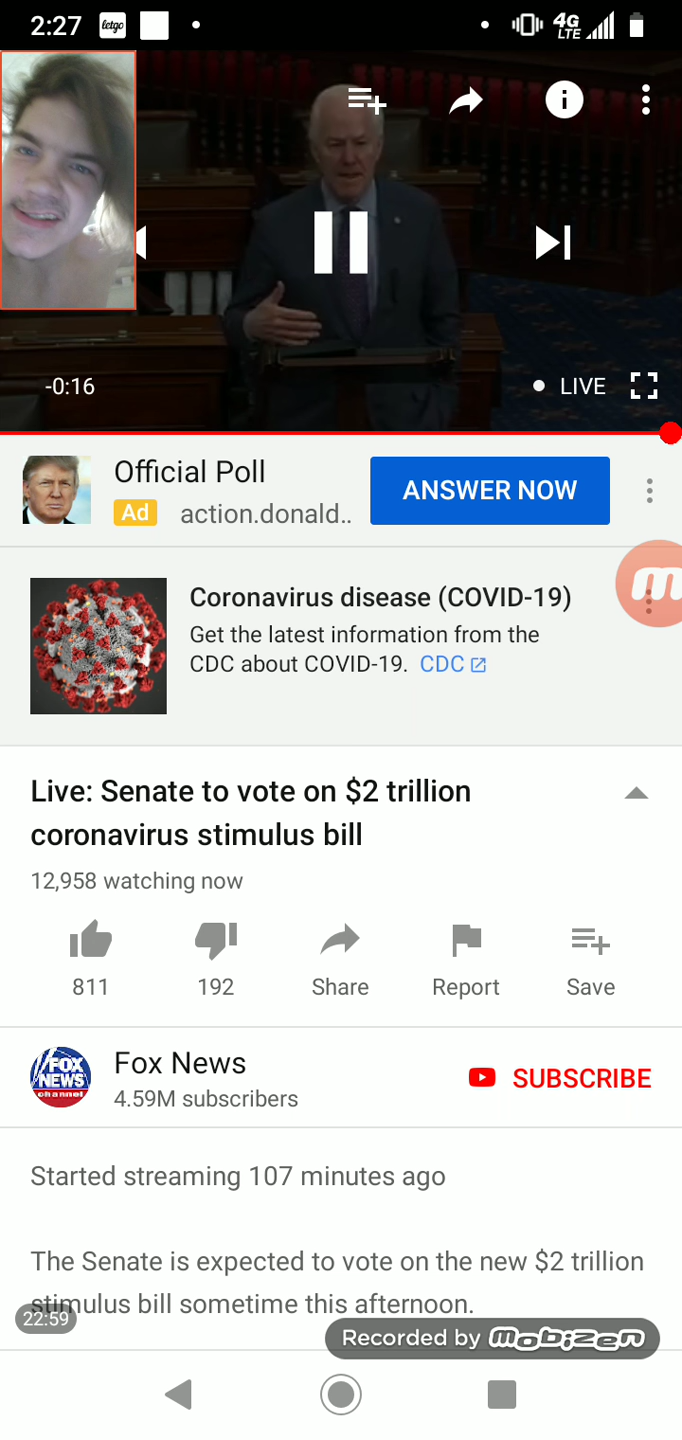 2:27
letgo
4G
LTE
-0:16
LIVE
Official Poll
Ad action.donald..
ANSWER NOW
Coronavirus disease (COVID-19)
Get the latest information from the
CDC about COVID-19. CDC
Live: Senate to vote on $2 trillion
coronavirus stimulus bill
12,958 watching now
811 192 Share Report Save
FOX
NEWS
channel
Fox News
4.59M subscribers
SUBSCRIBE
Started streaming 107 minutes ago
The Senate is expected to vote on the new $2 trillion
stimulus bill sometime this afternoon.
22:59
Recorded by mobizen